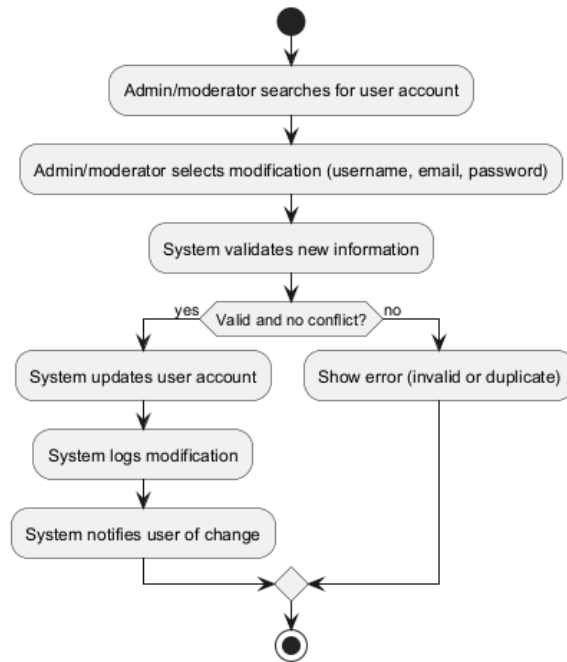 Admin/moderator searches for user account
Admin/moderator selects modification (username, email, password)
System validates new information
yes
Valid and no conflict?
no
System updates user account
Show error (invalid or duplicate)
System logs modification
System notifies user of change